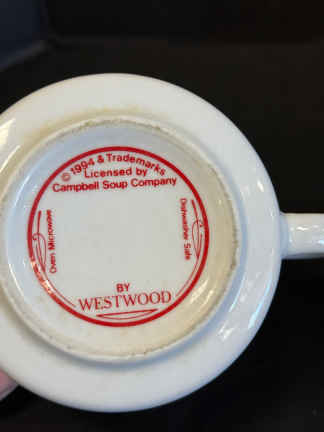 © 1994 & Trademarks
Licensed by
Campbell Soup Company
Oven Microwave
Dishwasher Safe
BY
WESTWOOD